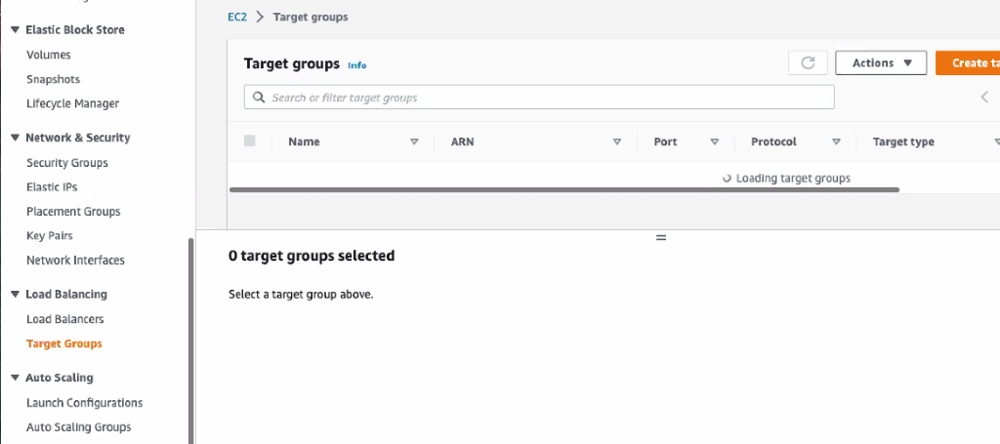 Elastic Block Store
Volumes
Snapshots
Lifecycle Manager
Network & Security
Security Groups
Elastic IPs
Placement Groups
Key Pairs
Network Interfaces
Load Balancing
Load Balancers
Target Groups
Auto Scaling
Launch Configurations
Auto Scaling Groups
EC2 > Target groups
Target groups Info
Actions
Create ta
Search or filter target groups
Name ARN Port Protocol Target type
Loading target groups
0 target groups selected
Select a target group above.